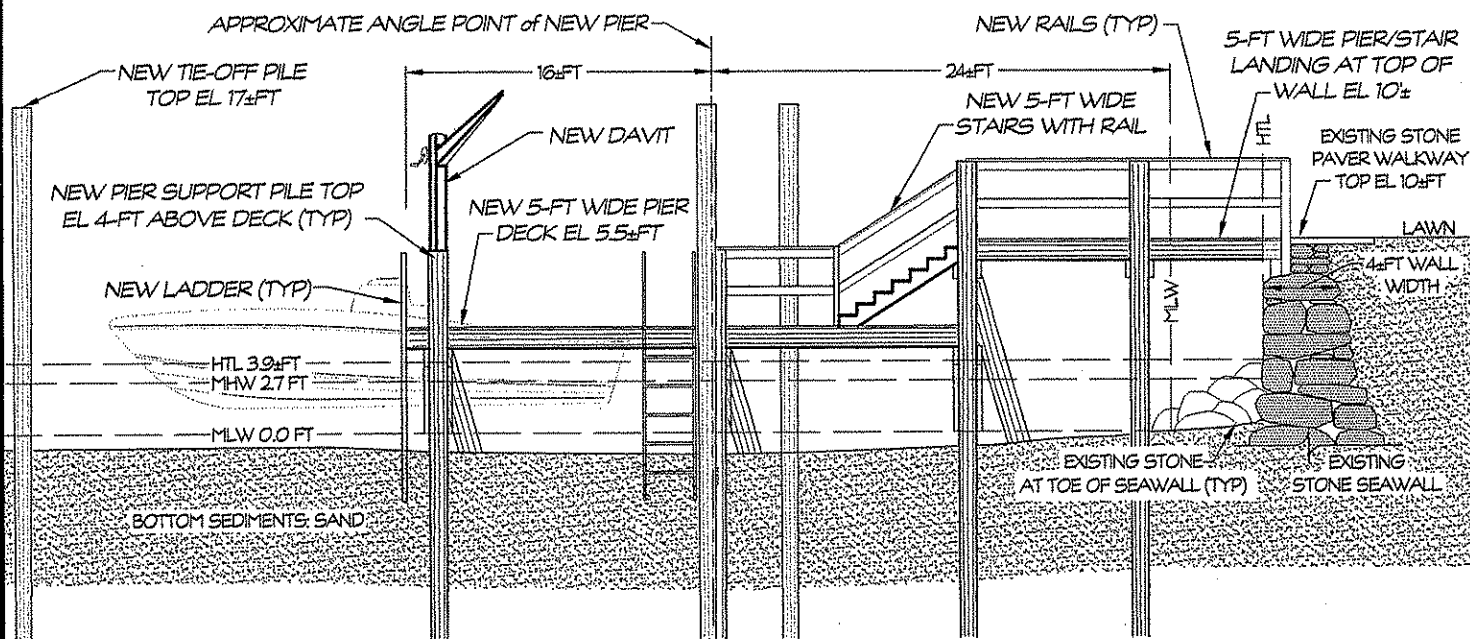 APPROXIMATE ANGLE POINT of NEW PIER
NEW RAILS (TYP)
5-FT WIDE PIER/STAIR
LANDING AT TOP OF
WALL EL 10'±
NEW TIE-OFF PILE
TOP EL 17±FT
16±FT
24±FT
NEW 5-FT WIDE
STAIRS WITH RAIL
HTL
EXISTING STONE
PAVER WALKWAY
TOP EL 10±FT
NEW DAVIT
NEW PIER SUPPORT PILE TOP
EL 4-FT ABOVE DECK (TYP)
NEW 5-FT WIDE PIER
DECK EL 5.5±FT
LAWN
4±FT WALL
WIDTH
NEW LADDER (TYP)
MLW
HTL 3.9±FT
MHW 2.7 FT
MLW 0.0 FT
EXISTING STONE
AT TOE OF SEAWALL (TYP)
EXISTING
STONE SEAWALL
BOTTOM SEDIMENTS: SAND